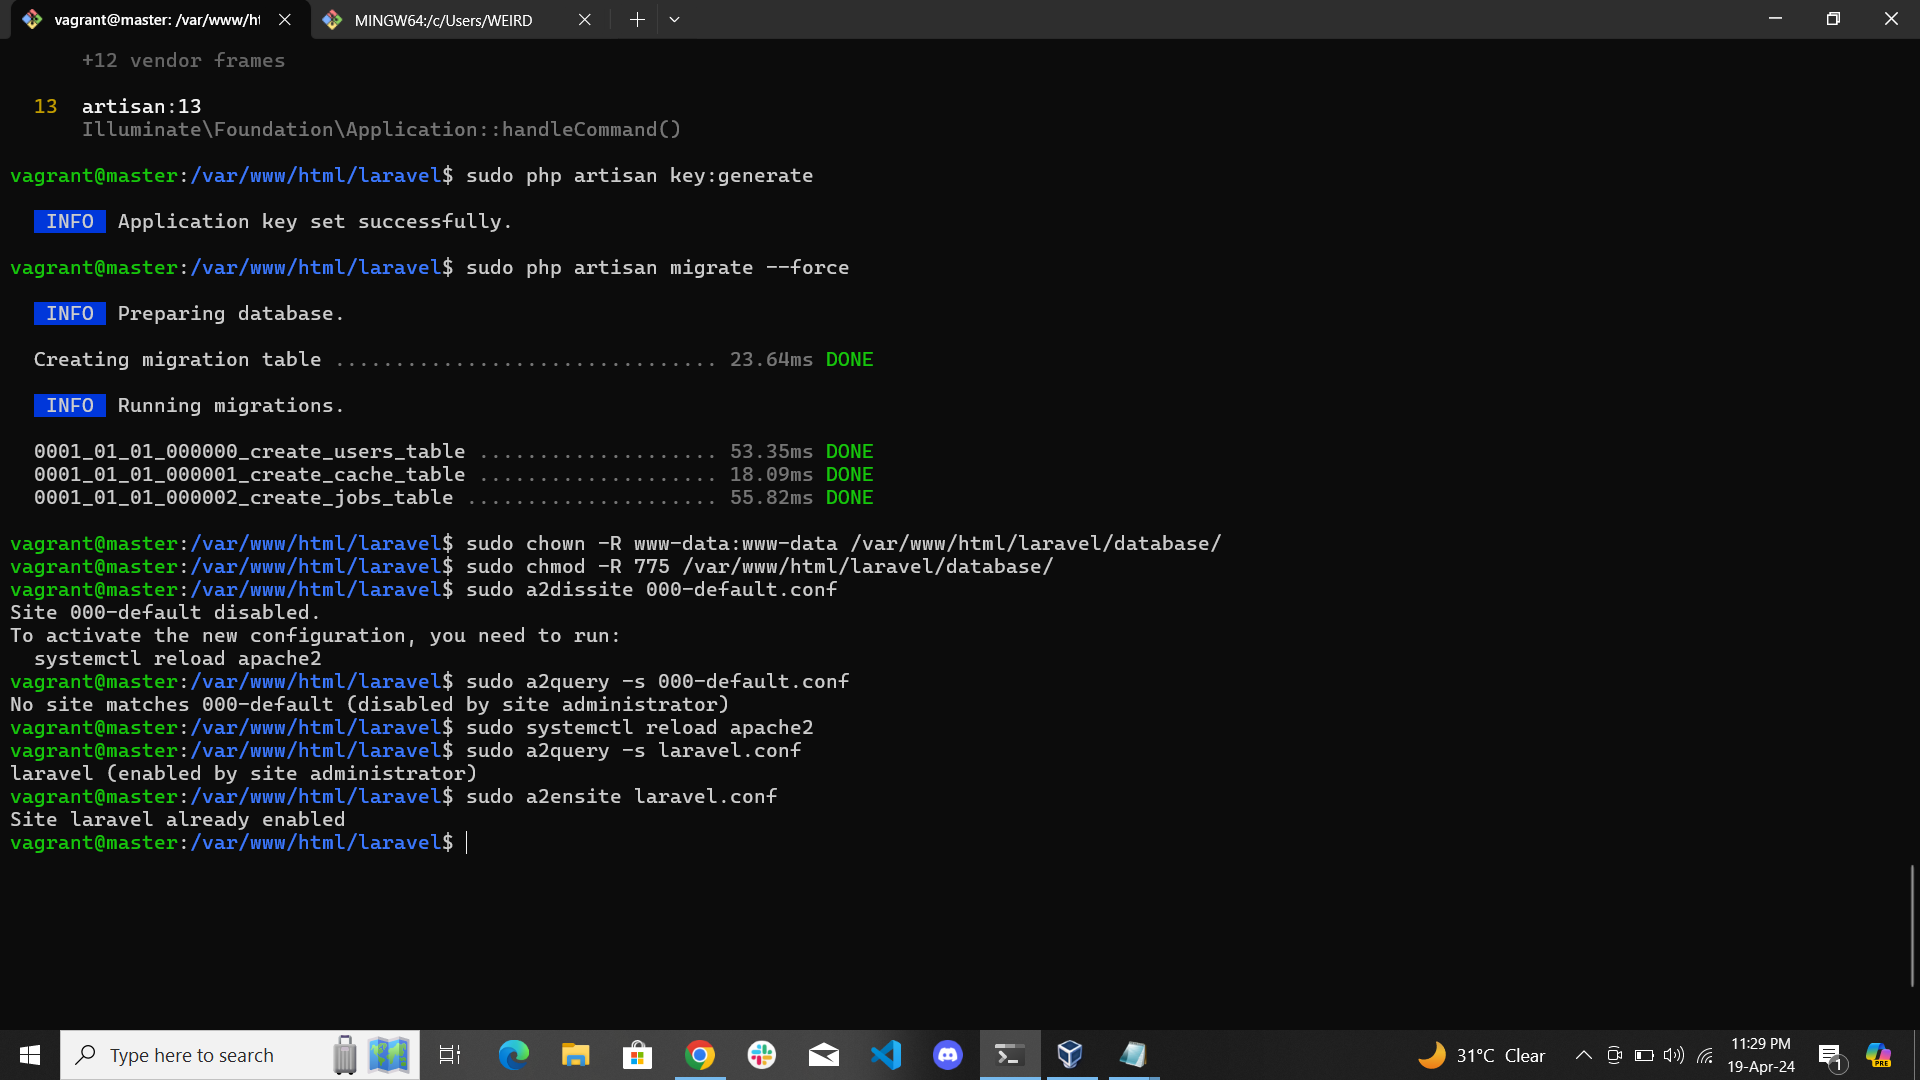 vagrant@master: /var/www/ht
MINGW64:/c/Users/WEIRD
+12 vendor frames
13 artisan:13
Illuminate\Foundation\Application::handleCommand()
vagrant@master:/var/www/html/laravel$ sudo php artisan key:generate
INFO Application key set successfully.
vagrant@master:/var/www/html/laravel$ sudo php artisan migrate --force
INFO Preparing database.
Creating migration table ................................ 23.64ms DONE
INFO Running migrations.
0001_01_01_000000_create_users_table .................... 53.35ms DONE
0001_01_01_000001_create_cache_table .................... 18.09ms DONE
0001_01_01_000002_create_jobs_table ..................... 55.82ms DONE
vagrant@master:/var/www/html/laravel$ sudo chown -R www-data:www-data /var/www/html/laravel/database/
vagrant@master:/var/www/html/laravel$ sudo chmod -R 775 /var/www/html/laravel/database/
vagrant@master:/var/www/html/laravel$ sudo a2dissite 000-default.conf
Site 000-default disabled.
To activate the new configuration, you need to run:
systemctl reload apache2
vagrant@master:/var/www/html/laravel$ sudo a2query -s 000-default.conf
No site matches 000-default (disabled by site administrator)
vagrant@master:/var/www/html/laravel$ sudo systemctl reload apache2
vagrant@master:/var/www/html/laravel$ sudo a2query -s laravel.conf
laravel (enabled by site administrator)
vagrant@master:/var/www/html/laravel$ sudo a2ensite laravel.conf
Site laravel already enabled
vagrant@master:/var/www/html/laravel$
Type here to search
31°C Clear
11:29 PM
19-Apr-24
1
PRE